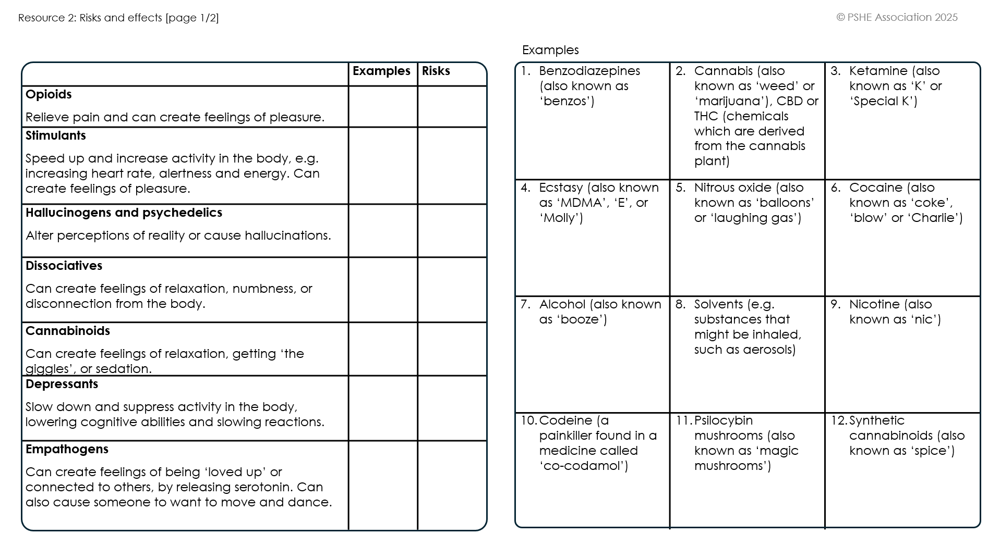 Resource 2: Risks and effects [page 1/2]
© PSHE Association 2025
Examples Risks
Opioids
Relieve pain and can create feelings of pleasure.
Stimulants
Speed up and increase activity in the body, e.g.
increasing heart rate, alertness and energy. Can
create feelings of pleasure.
Hallucinogens and psychedelics
Alter perceptions of reality or cause hallucinations.
Dissociatives
Can create feelings of relaxation, numbness, or
disconnection from the body.
Cannabinoids
Can create feelings of relaxation, getting ‘the
giggles’, or sedation.
Depressants
Slow down and suppress activity in the body,
lowering cognitive abilities and slowing reactions.
Empathogens
Can create feelings of being ‘loved up’ or
connected to others, by releasing serotonin. Can
also cause someone to want to move and dance.
Examples
1. Benzodiazepines
(also known as
‘benzos’)
2. Cannabis (also
known as ‘weed’ or
‘marijuana’), CBD or
THC (chemicals
which are derived
from the cannabis
plant)
3. Ketamine (also
known as ‘K’ or
‘Special K’)
4. Ecstasy (also known
as ‘MDMA’, ‘E’, or
‘Molly’)
5. Nitrous oxide (also
known as ‘balloons’
or ‘laughing gas’)
6. Cocaine (also
known as ‘coke’,
‘blow’ or ‘Charlie’)
7. Alcohol (also known
as ‘booze’)
8. Solvents (e.g.
substances that
might be inhaled,
such as aerosols)
9. Nicotine (also
known as ‘nic’)
10. Codeine (a
painkiller found in a
medicine called
‘co-codamol’)
11. Psilocybin
mushrooms (also
known as ‘magic
mushrooms’)
12. Synthetic
cannabinoids (also
known as ‘spice’)